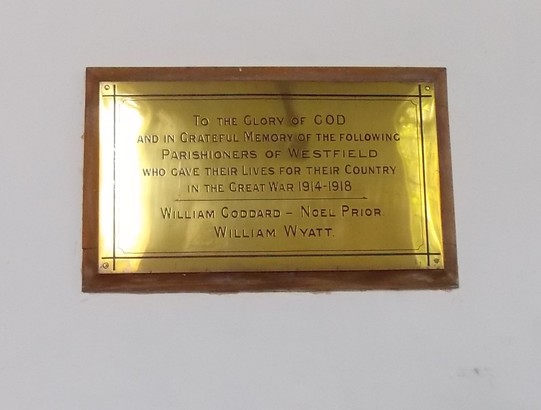 TO THE GLORY OF GOD
AND IN GRATEFUL MEMORY OF THE FOLLOWING
PARISHIONERS OF WESTFIELD
WHO GAVE THEIR LIVES FOR THEIR COUNTRY
IN THE GREAT WAR 1914-1918
WILLIAM GODDARD - NOEL PRIOR
WILLIAM WYATT.